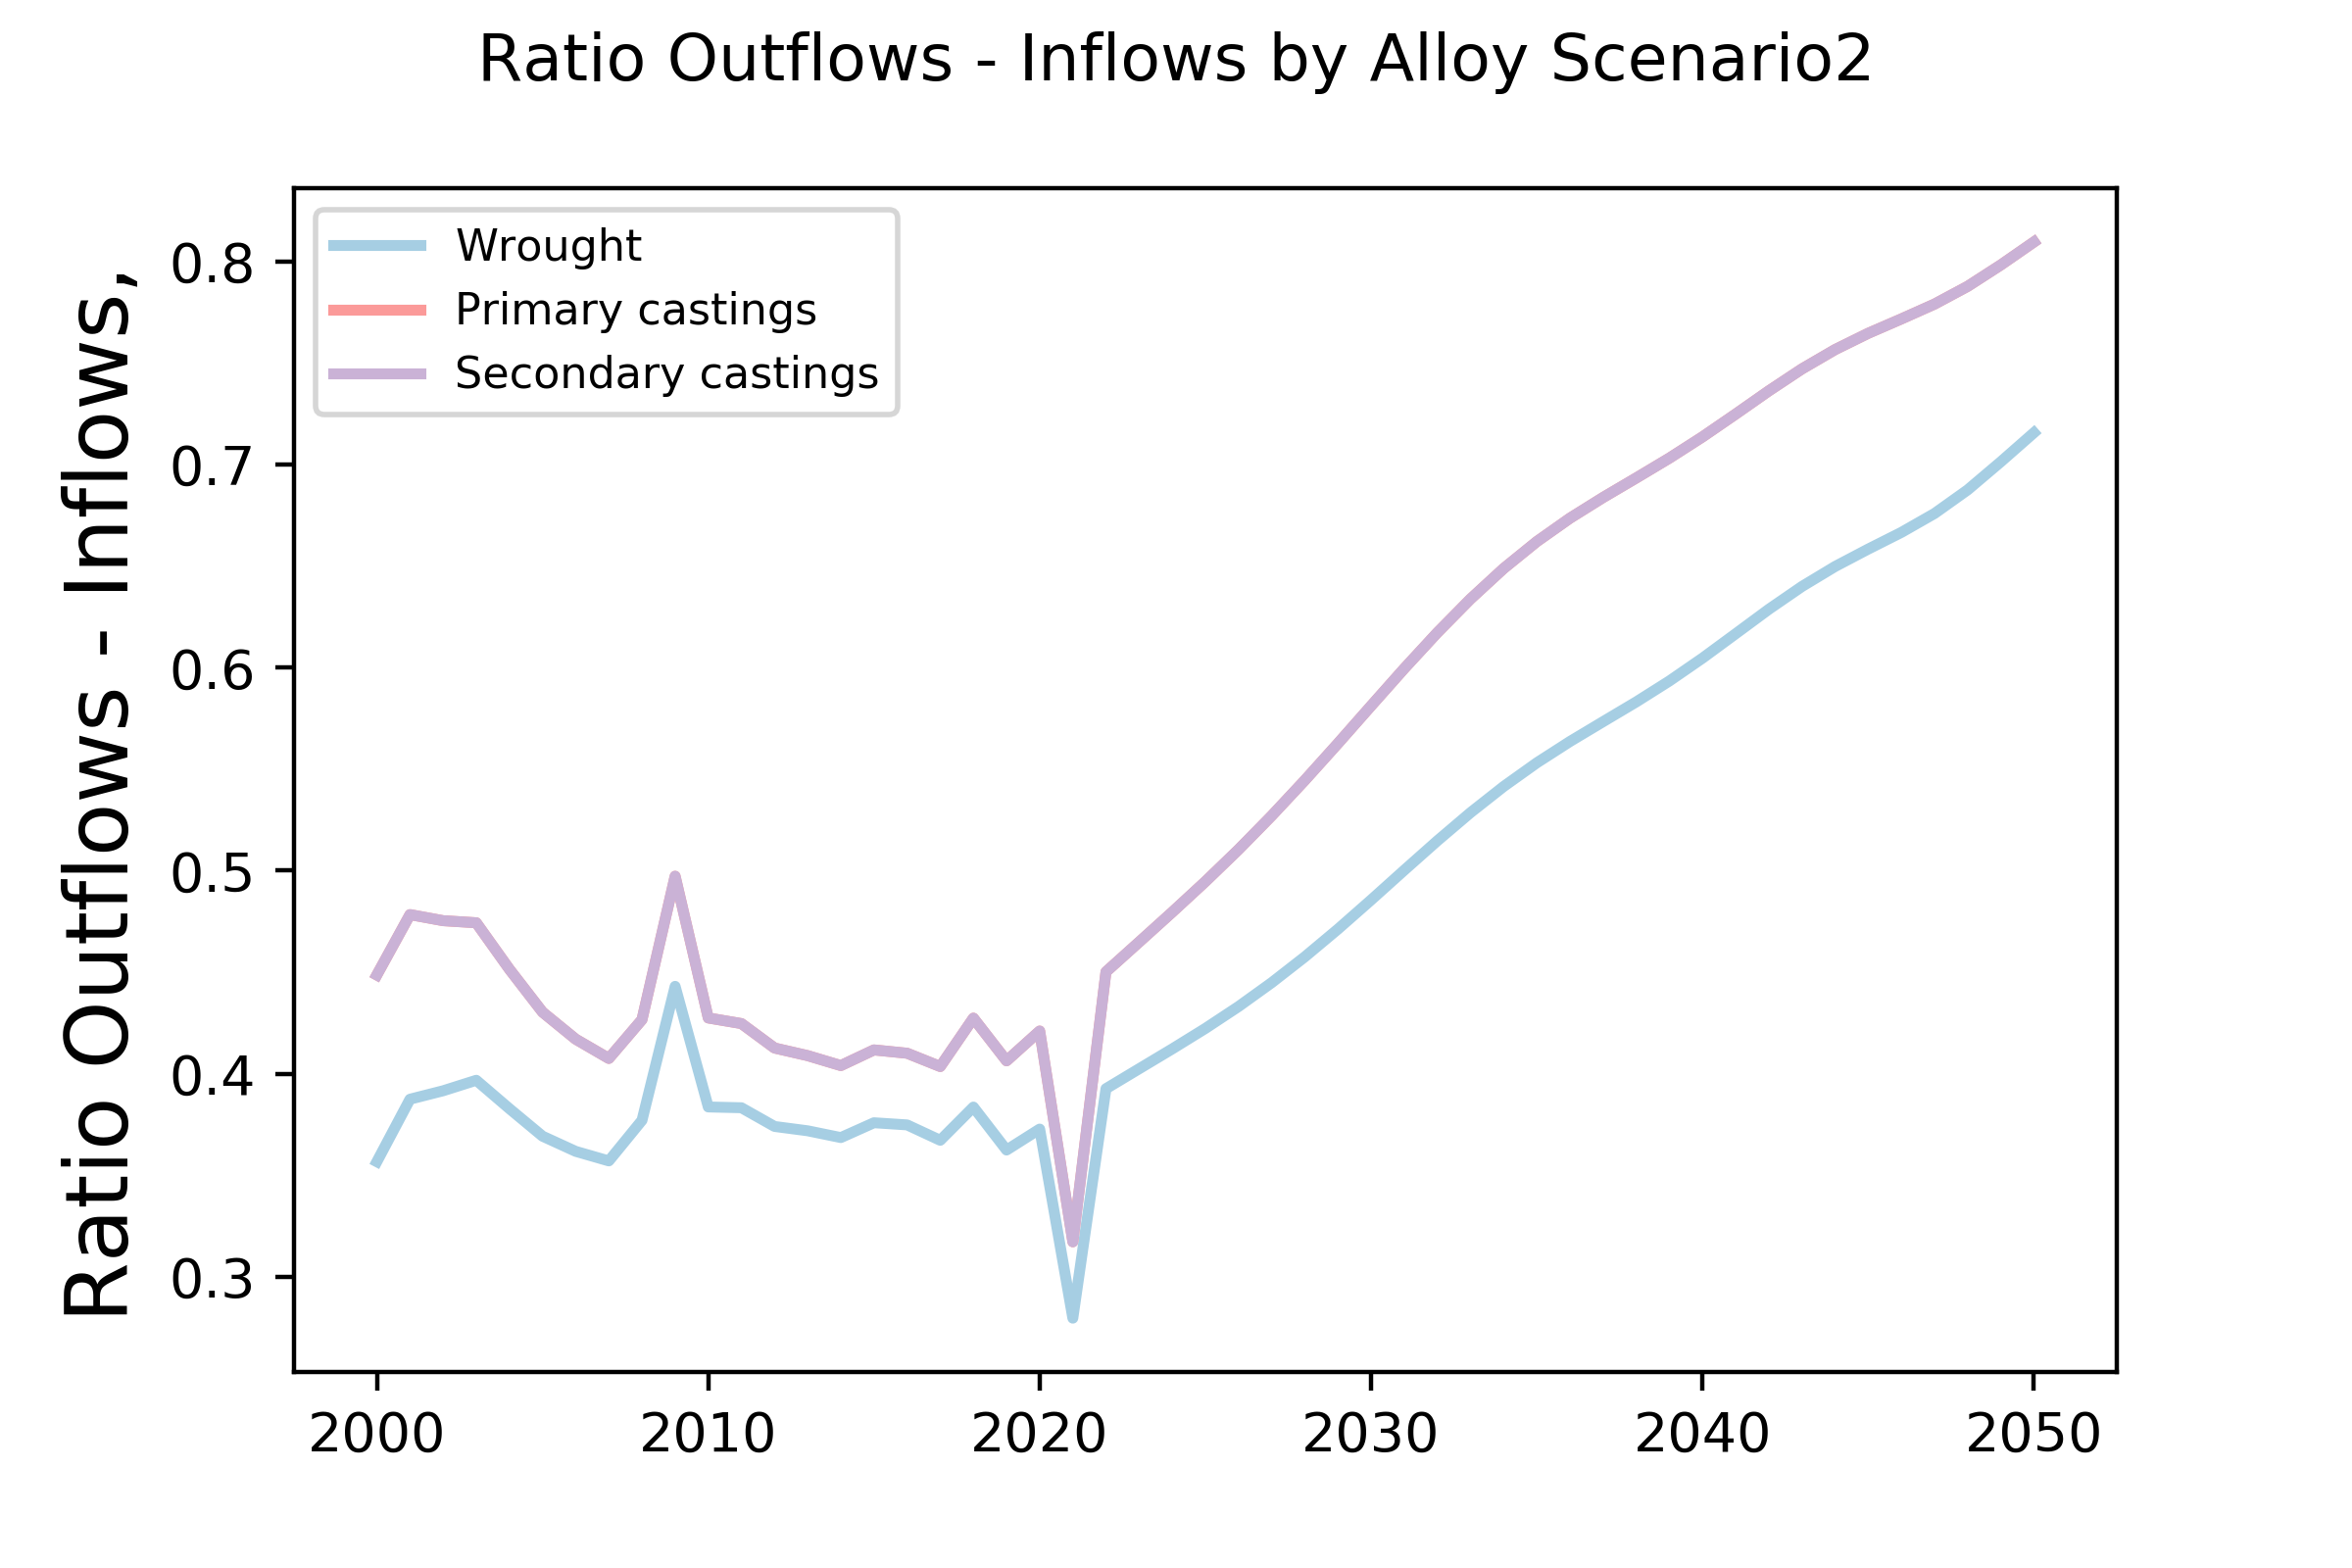 Ratio Outflows - Inflows by Alloy Scenario2
Ratio Outflows - Inflows,
Wrought
Primary castings
Secondary castings
0.8
0.7
0.6
0.5
0.4
0.3
2000
2010
2020
2030
2040
2050